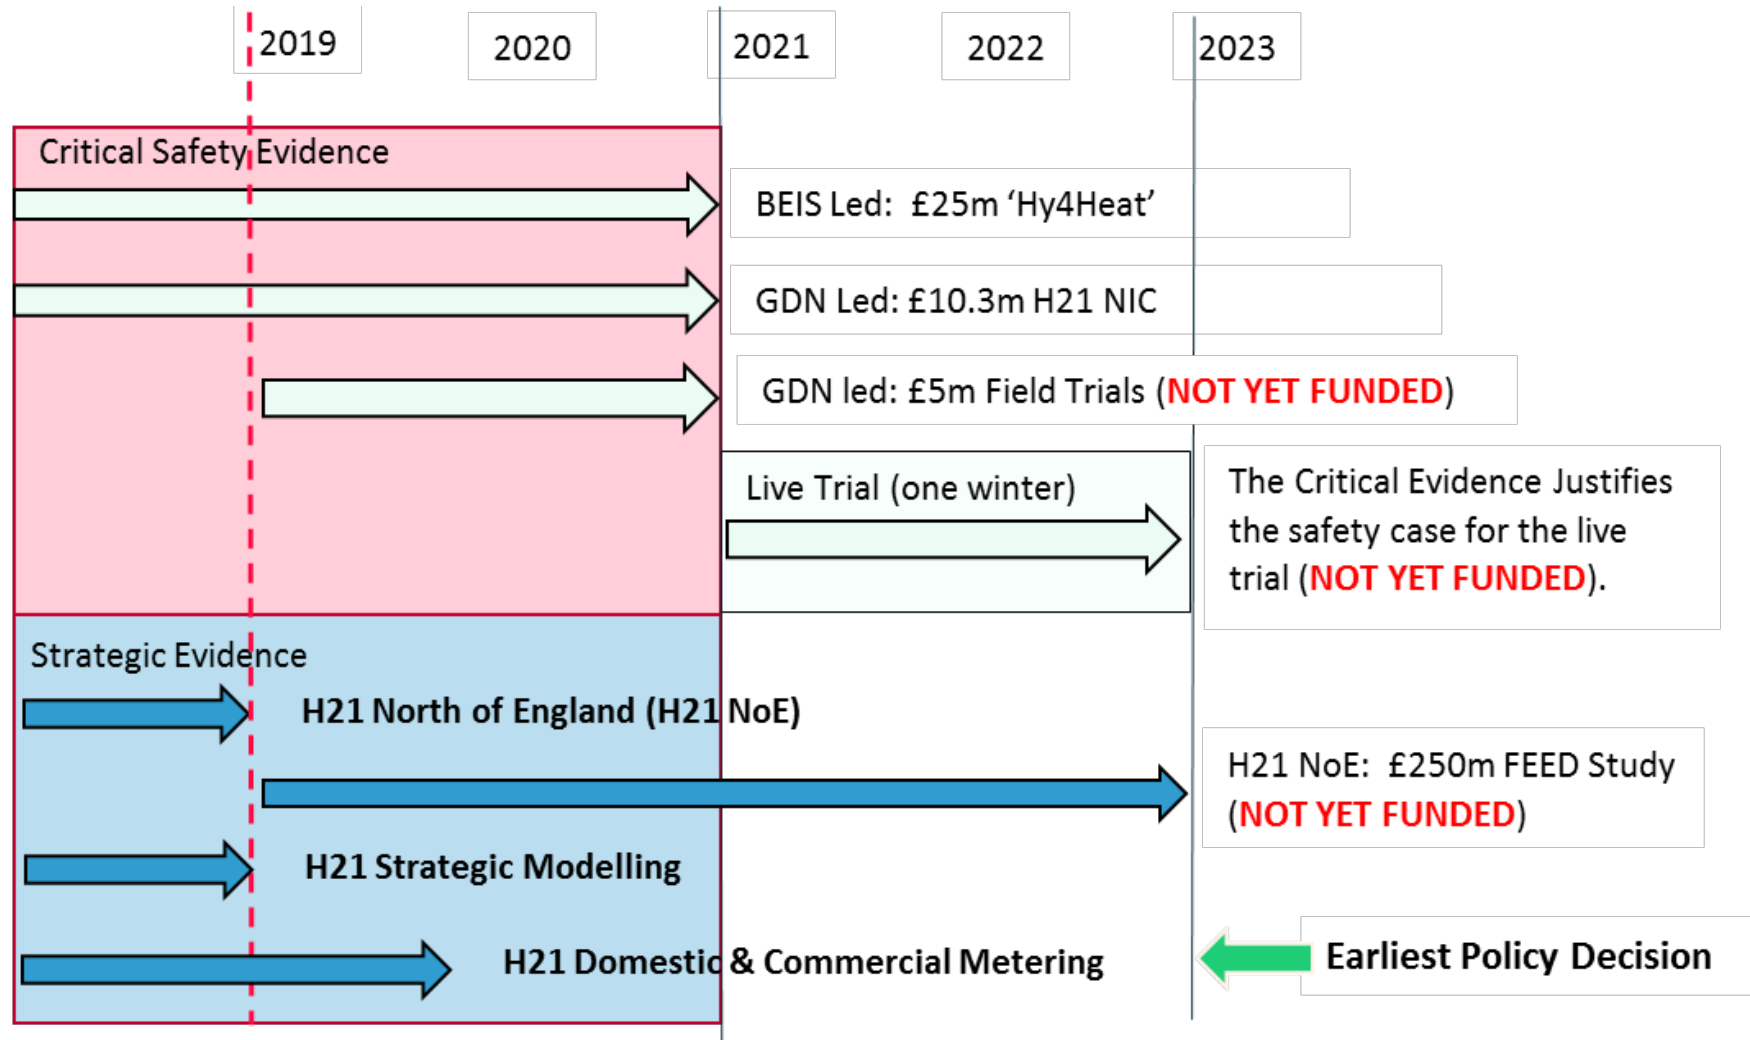 2019
2020
2021
2022
2023
Critical Safety Evidence
BEIS Led: £25m ‘Hy4Heat’
GDN Led: £10.3m H21 NIC
GDN led: £5m Field Trials (NOT YET FUNDED)
Live Trial (one winter)
The Critical Evidence Justifies
the safety case for the live
trial (NOT YET FUNDED).
Strategic Evidence
H21 North of England (H21 NoE)
H21 NoE: £250m FEED Study
(NOT YET FUNDED)
H21 Strategic Modelling
H21 Domestic & Commercial Metering
Earliest Policy Decision